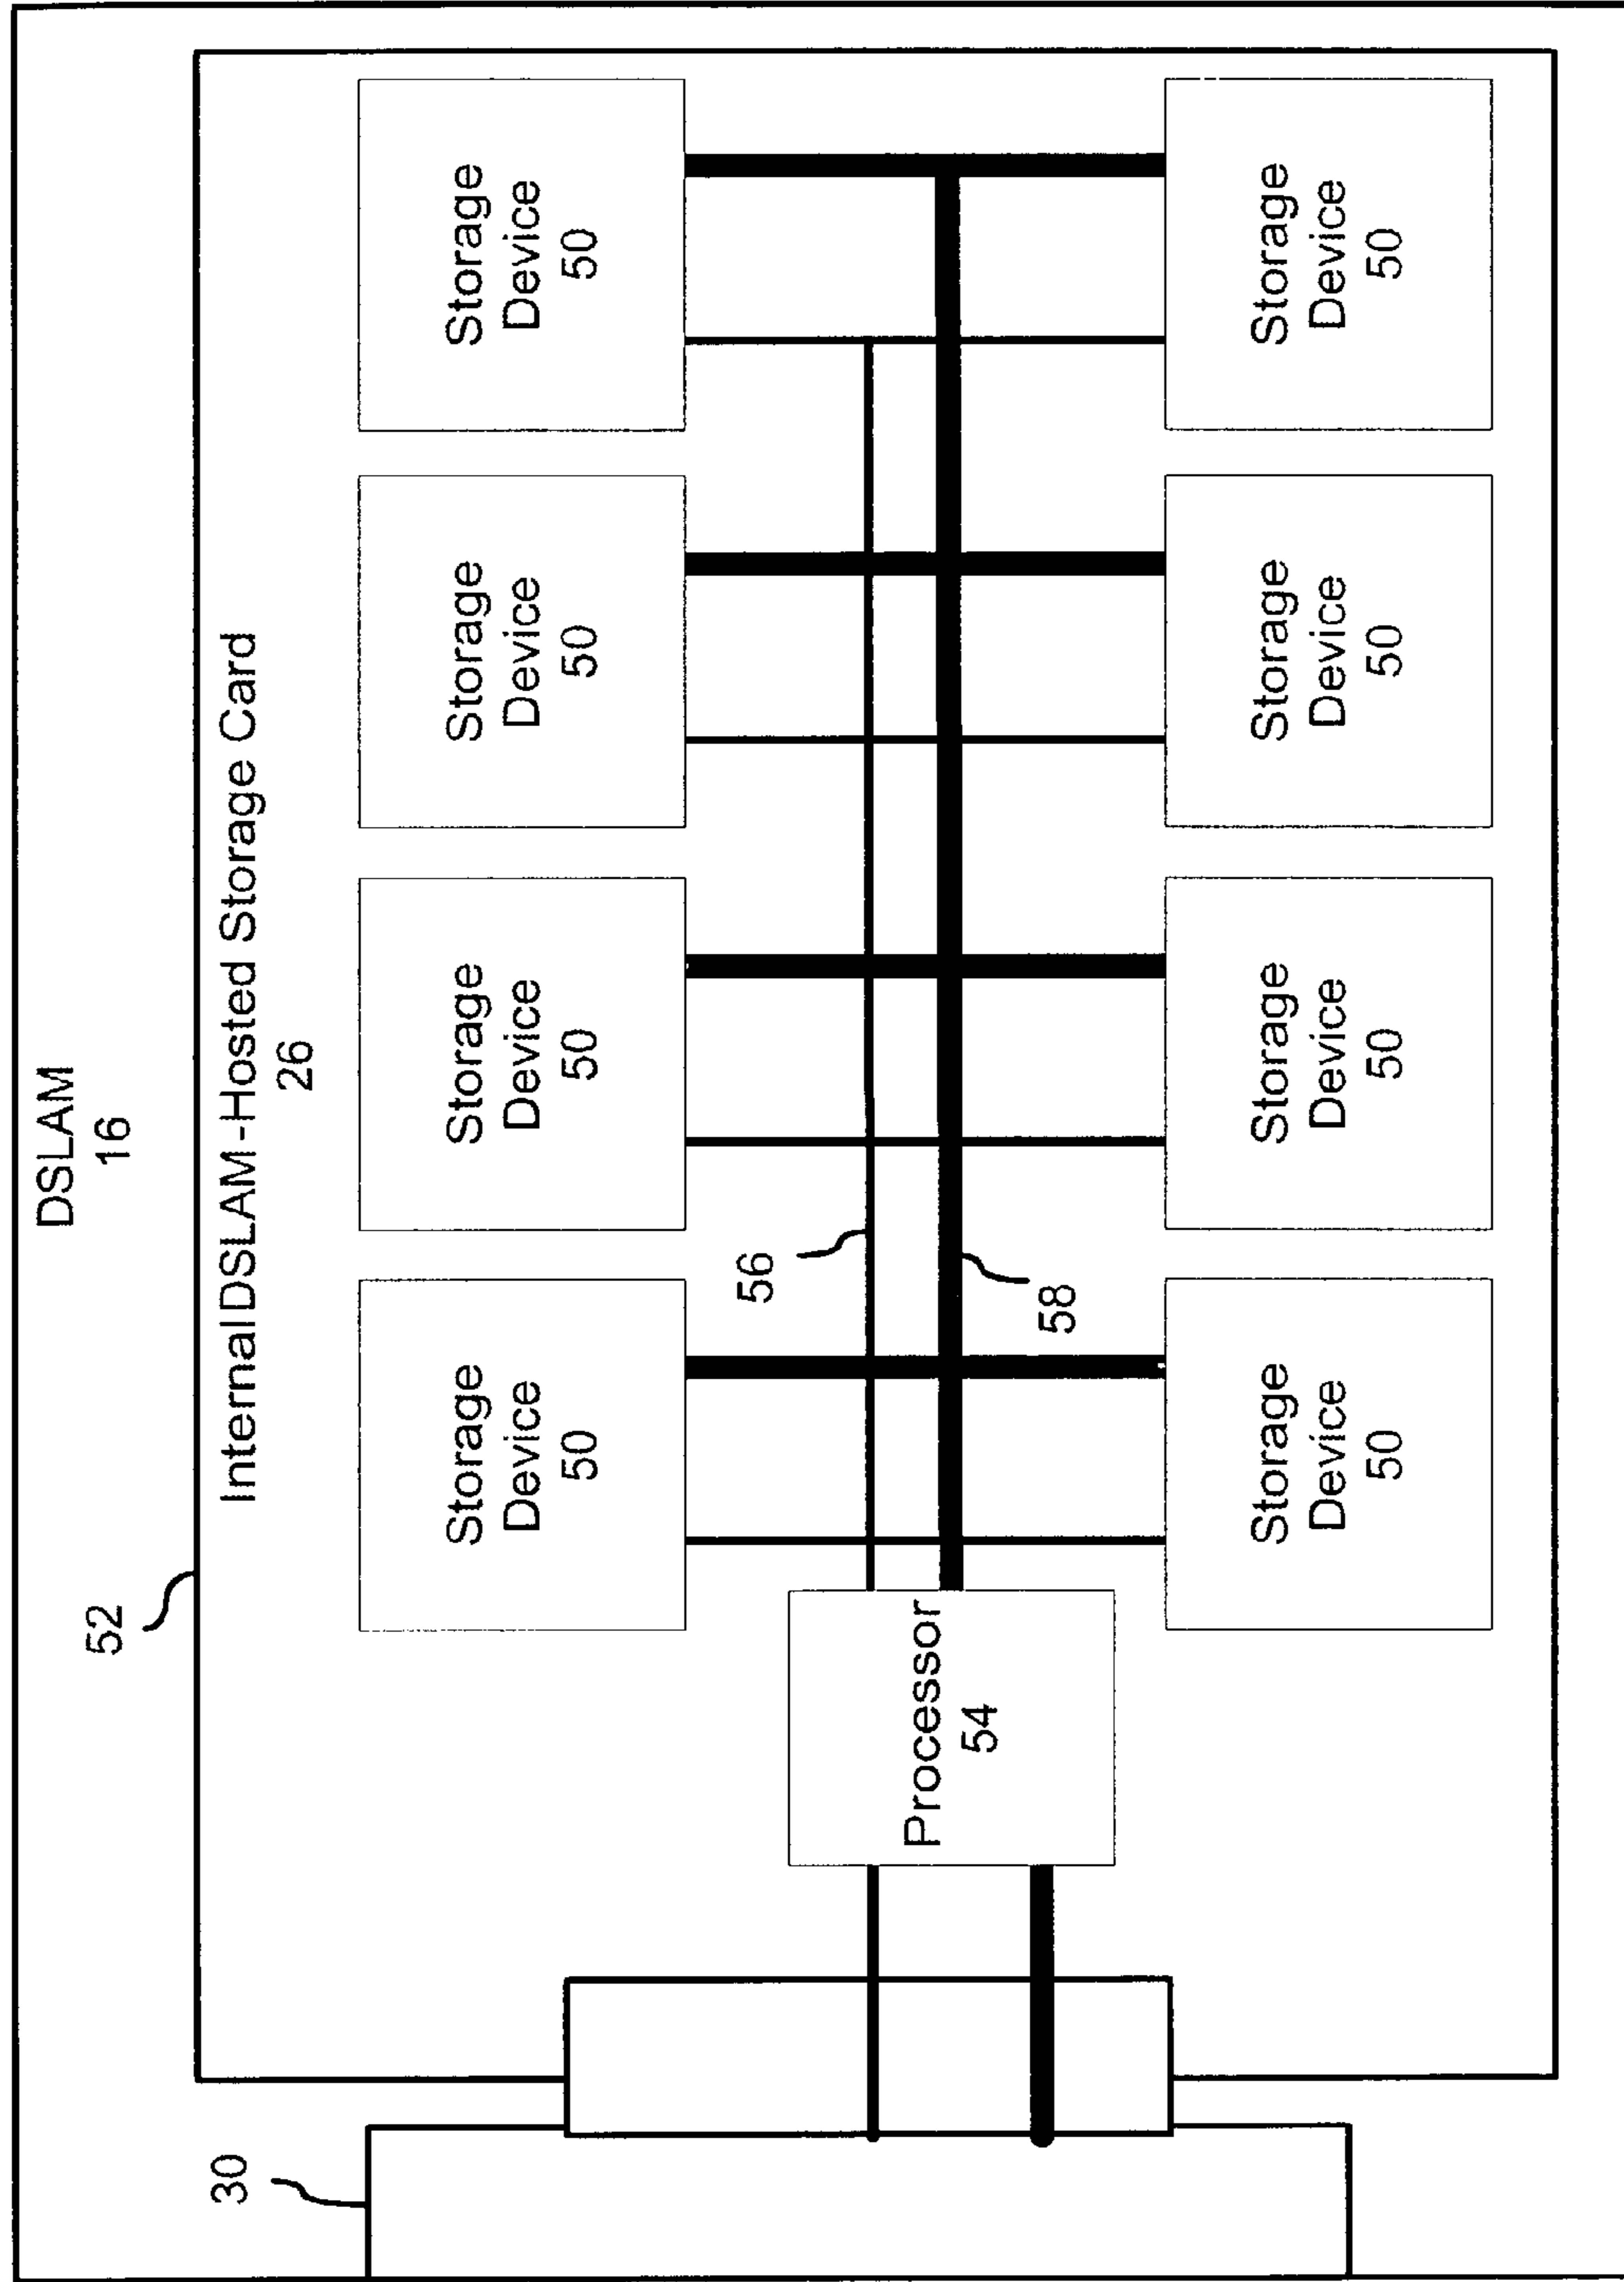 DSLAM
16
52
Internal DSLAM-Hosted Storage Card
26
30
Storage
Device
50
Storage
Device
50
Storage
Device
50
Storage
Device
50
56
Processor
54
58
Storage
Device
50
Storage
Device
50
Storage
Device
50
Storage
Device
50